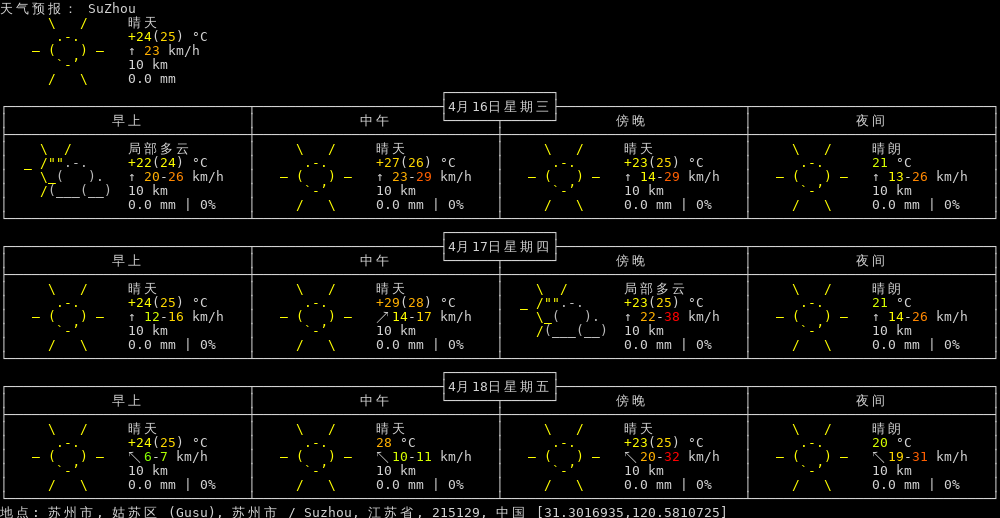 天气预报： SuZhou
晴天
+24(25) °C
↑ 23 km/h
10 km
0.0 mm
4月16日星期三
早上 中午 傍晚 夜间
局部多云 晴天 晴天 晴朗
+22(24) °C +27(26) °C +23(25) °C 21 °C
↑ 20-26 km/h ↑ 23-29 km/h ↑ 14-29 km/h ↑ 13-26 km/h
10 km 10 km 10 km 10 km
0.0 mm | 0% 0.0 mm | 0% 0.0 mm | 0% 0.0 mm | 0%
4月17日星期四
早上 中午 傍晚 夜间
晴天 晴天 局部多云 晴朗
+24(25) °C +29(28) °C +23(25) °C 21 °C
↑ 12-16 km/h ↗ 14-17 km/h ↑ 22-38 km/h ↑ 14-26 km/h
10 km 10 km 10 km 10 km
0.0 mm | 0% 0.0 mm | 0% 0.0 mm | 0% 0.0 mm | 0%
4月18日星期五
早上 中午 傍晚 夜间
晴天 晴天 晴天 晴朗
+24(25) °C 28 °C +23(25) °C 20 °C
↖ 6-7 km/h ↖ 10-11 km/h ↖ 20-32 km/h ↖ 19-31 km/h
10 km 10 km 10 km 10 km
0.0 mm | 0% 0.0 mm | 0% 0.0 mm | 0% 0.0 mm | 0%
地点: 苏州市, 姑苏区 (Gusu), 苏州市 / Suzhou, 江苏省, 215129, 中国 [31.3016935,120.5810725]